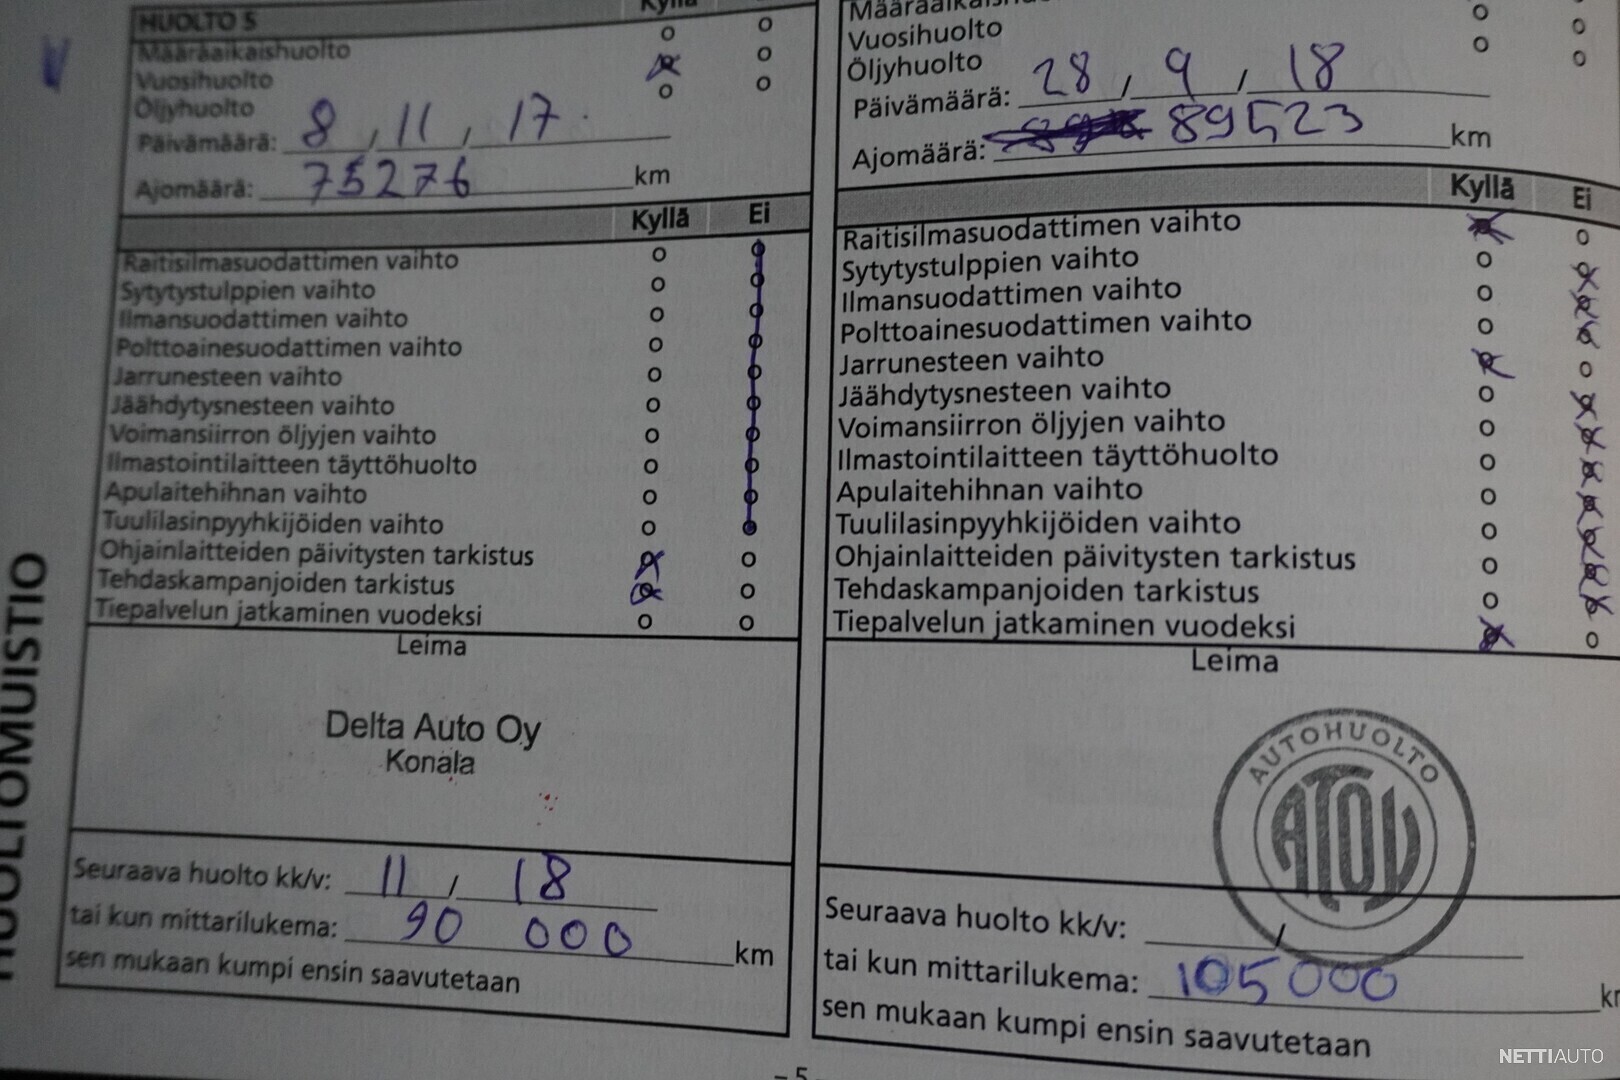 HUOLTOMUISTIO
HUOLTO 5
Kyllä
Määräaikaishuolto
Vuosihuolto
Öljyhuolto
Päivämäärä: 8 , 11 , 17
Ajomäärä: 75276 km
Kyllä Ei
Raitisilmasuodattimen vaihto
Sytytystulppien vaihto
Ilmansuodattimen vaihto
Polttoainesuodattimen vaihto
Jarrunesteen vaihto
Jäähdytysnesteen vaihto
Voimansiirron öljyjen vaihto
Ilmastointilaitteen täyttöhuolto
Apulaitehihnan vaihto
Tuulilasinpyyhkijöiden vaihto
Ohjainlaitteiden päivitysten tarkistus
Tehdaskampanjoiden tarkistus
Tiepalvelun jatkaminen vuodeksi
Leima
Delta Auto Oy
Konala
Seuraava huolto kk/v: 11 / 18
tai kun mittarilukema: 90 000 km
sen mukaan kumpi ensin saavutetaan
Määräaikaishuolto
Vuosihuolto
Öljyhuolto
Päivämäärä: 28 , 9 , 18
Ajomäärä: 89523 km
Kyllä Ei
Raitisilmasuodattimen vaihto
Sytytystulppien vaihto
Ilmansuodattimen vaihto
Polttoainesuodattimen vaihto
Jarrunesteen vaihto
Jäähdytysnesteen vaihto
Voimansiirron öljyjen vaihto
Ilmastointilaitteen täyttöhuolto
Apulaitehihnan vaihto
Tuulilasinpyyhkijöiden vaihto
Ohjainlaitteiden päivitysten tarkistus
Tehdaskampanjoiden tarkistus
Tiepalvelun jatkaminen vuodeksi
Leima
AUTOHUOLTO
ATOY
Seuraava huolto kk/v: /
tai kun mittarilukema: 105000
sen mukaan kumpi ensin saavutetaan
– 5
NETTIAUTO